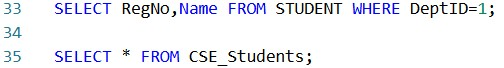 33 SELECT RegNo,Name FROM STUDENT WHERE DeptID=1;
34
35 SELECT * FROM CSE_Students;